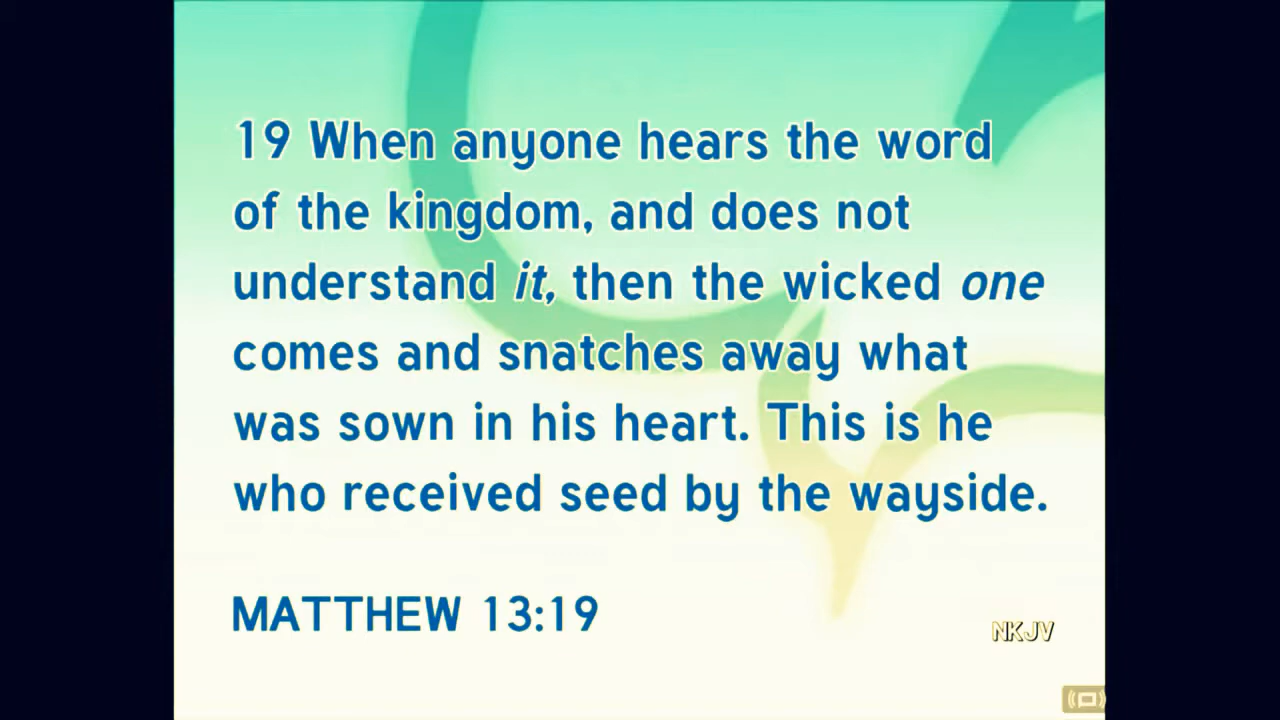 19 When anyone hears the word
of the kingdom, and does not
understand it, then the wicked one
comes and snatches away what
was sown in his heart. This is he
who received seed by the wayside.
MATTHEW 13:19
NKJV